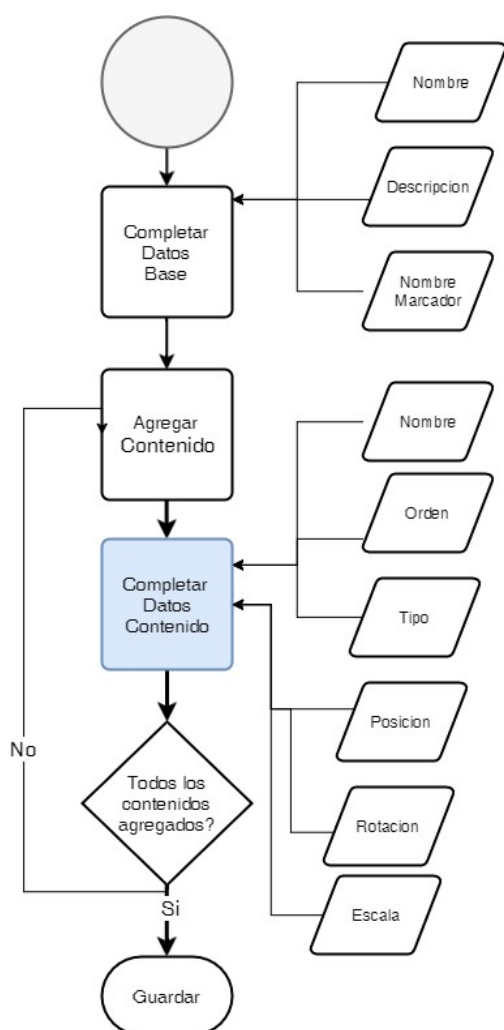 Nombre
Descripcion
Completar
Datos
Base
Nombre
Marcador
Agregar
Contenido
Nombre
Orden
Completar
Datos
Contenido
Tipo
Posicion
No
Todos los
contenidos
agregados?
Rotacion
Si
Escala
Guardar